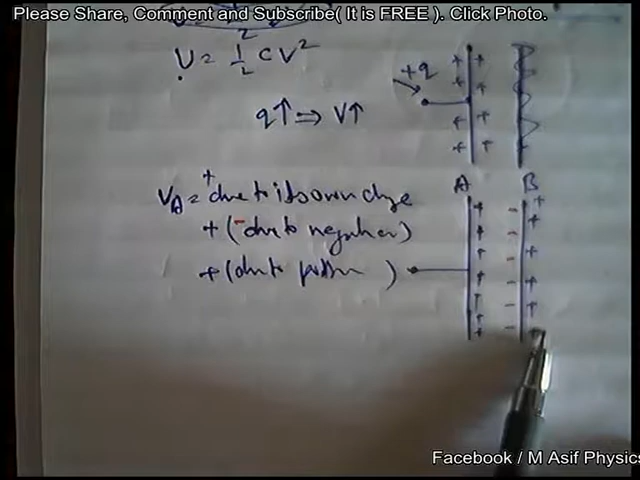 Please Share, Comment and Subscribe( It is FREE ). Click Photo.
2
U = 1/2 CV²
+q
q↑ ⇒ V↑
A B
V_A = + due to its own charge
+ (- due to negative)
+ (due to positive )
Facebook / M Asif Physics